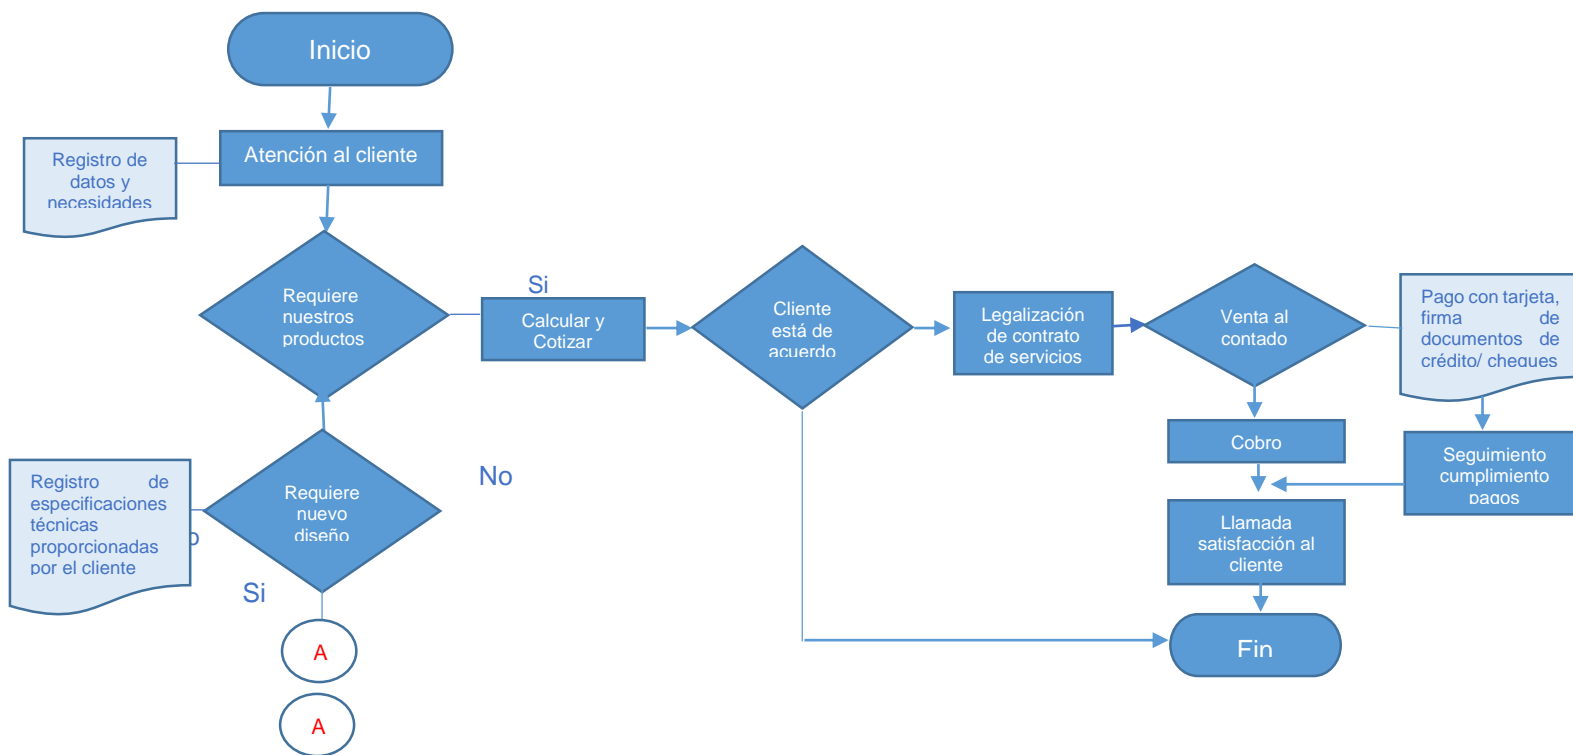 Inicio
Atención al cliente
Registro de
datos y
necesidades
Requiere
nuestros
productos
Si
Calcular y
Cotizar
Cliente
está de
acuerdo
Legalización
de contrato
de servicios
Venta al
contado
Pago con tarjeta,
firma de
documentos de
crédito/ cheques
Cobro
Seguimiento
cumplimiento
pagos
Llamada
satisfacción al
cliente
Fin
No
Requiere
nuevo
diseño
Registro de
especificaciones
técnicas
proporcionadas
por el cliente
Si
A
A